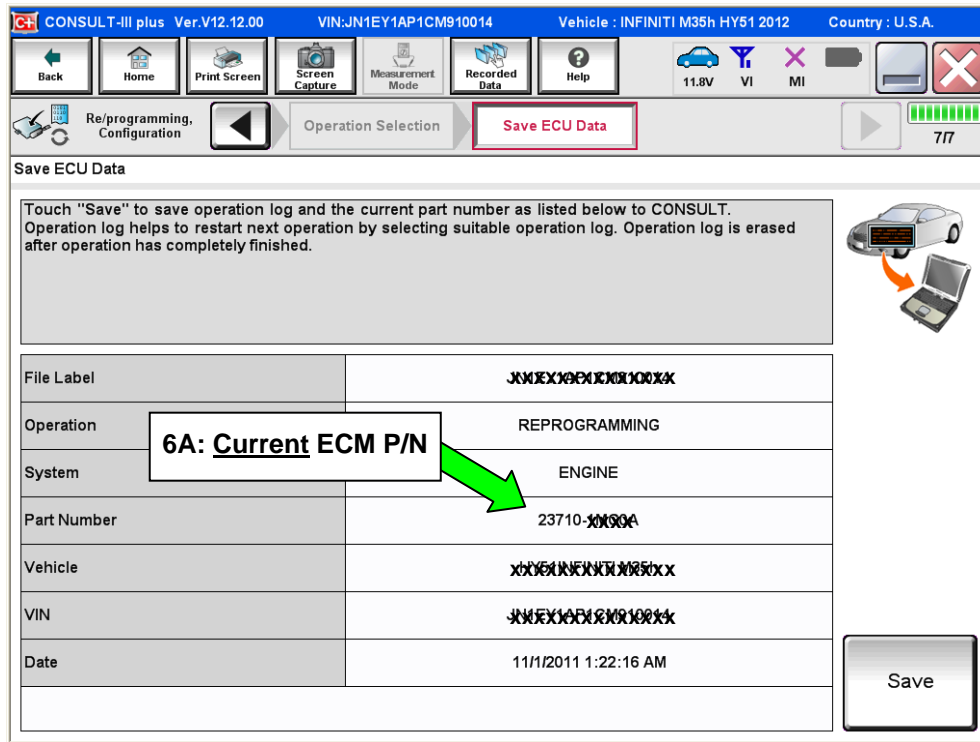 CONSULT-III plus Ver.V12.12.00 VIN:JN1EY1AP1CM910014 Vehicle : INFINITI M35h HY51 2012 Country : U.S.A.
Back
Home
Print Screen
Screen Capture
Measurement Mode
Recorded Data
Help
11.8V VI MI
Re/programming, Configuration
Operation Selection
Save ECU Data
7/7
Save ECU Data
Touch "Save" to save operation log and the current part number as listed below to CONSULT.
Operation log helps to restart next operation by selecting suitable operation log. Operation log is erased
after operation has completely finished.
File Label
Operation REPROGRAMMING
6A: Current ECM P/N
System ENGINE
Part Number 23710-
Vehicle
VIN
Date 11/1/2011 1:22:16 AM
Save